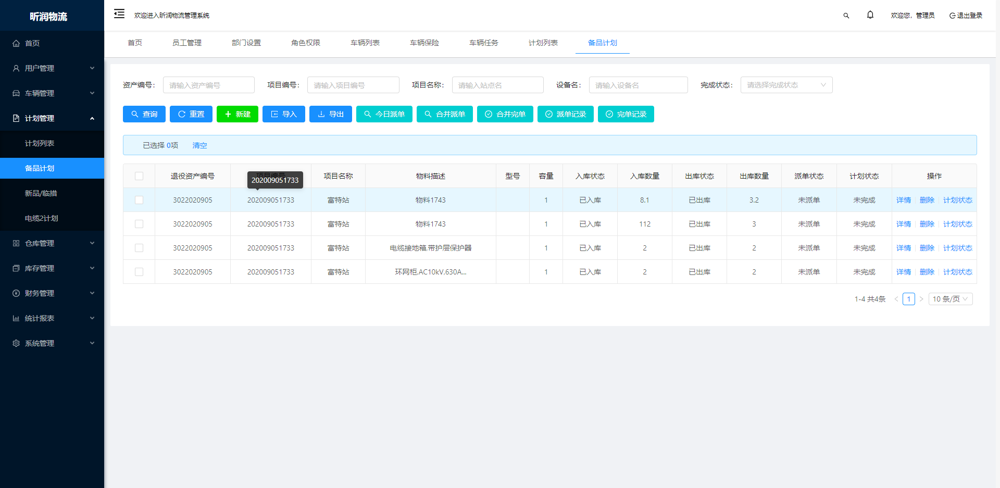 昕润物流
欢迎进入昕润物流管理系统
欢迎您，管理员
退出登录
首页
用户管理
车辆管理
计划管理
计划列表
备品计划
新品/临措
电缆2计划
仓库管理
库存管理
财务管理
统计报表
系统管理
首页 员工管理 部门设置 角色权限 车辆列表 车辆保险 车辆任务 计划列表 备品计划
资产编号： 请输入资产编号 项目编号： 请输入项目编号 项目名称： 请输入站点名 设备名： 请输入设备名 完成状态： 请选择完成状态
查询 重置 新建 导入 导出 今日派单 合并派单 合并完单 派单记录 完单记录
已选择 0项 清空
退役资产编号 项目编号 项目名称 物料描述 型号 容量 入库状态 入库数量 出库状态 出库数量 派单状态 计划状态 操作
202009051733
3022020905 202009051733 富特站 物料1743 1 已入库 8.1 已出库 3.2 未派单 未完成 详情 删除 计划状态
3022020905 202009051733 富特站 物料1743 1 已入库 112 已出库 3 未派单 未完成 详情 删除 计划状态
3022020905 202009051733 富特站 电缆接地箱,带护层保护器 1 已入库 2 已出库 2 未派单 未完成 详情 删除 计划状态
3022020905 202009051733 富特站 环网柜,AC10kV,630A... 1 已入库 2 已出库 2 未派单 未完成 详情 删除 计划状态
1-4 共4条 1 10 条/页